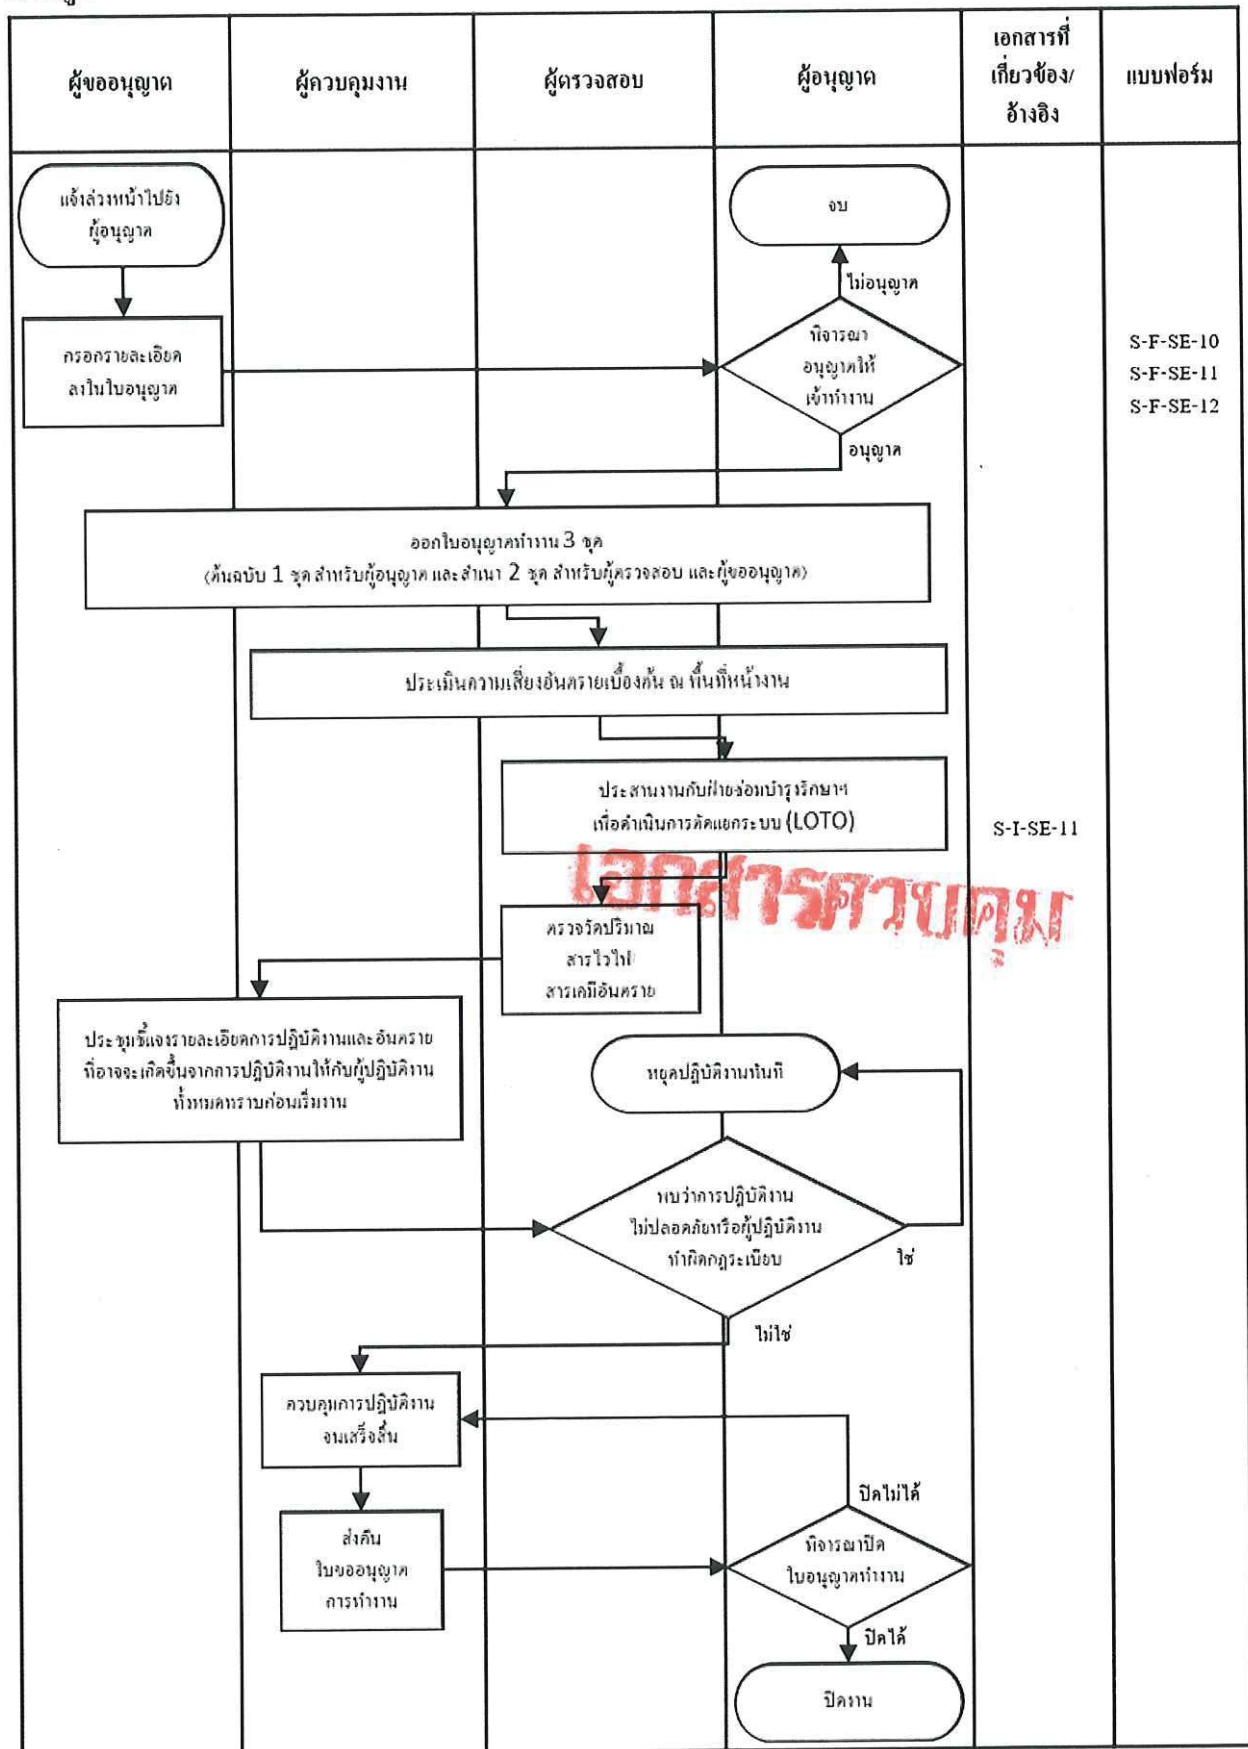 ผู้ขออนุญาต
ผู้ควบคุมงาน
ผู้ตรวจสอบ
ผู้อนุญาต
เอกสารที่
เกี่ยวข้อง/
อ้างอิง
แบบฟอร์ม
แจ้งล่วงหน้าไปยัง
ผู้อนุญาต
จบ
ไม่อนุญาต
กรอกรายละเอียด
ลงในใบอนุญาต
พิจารณา
อนุญาตให้
เข้าทำงาน
S-F-SE-10
S-F-SE-11
S-F-SE-12
อนุญาต
ออกใบอนุญาตทำงาน 3 ชุด
(ต้นฉบับ 1 ชุด สำหรับผู้อนุญาต และสำเนา 2 ชุด สำหรับผู้ตรวจสอบ และผู้ขออนุญาต)
ประเมินความเสี่ยงอันตรายเบื้องต้น ณ พื้นที่หน้างาน
ประสานงานกับฝ่ายซ่อมบำรุงรักษาฯ
เพื่อดำเนินการตัดแยกระบบ (LOTO)
S-I-SE-11
เอกสารควบคุม
ตรวจวัดปริมาณ
สารไวไฟ/
สารเคมีอันตราย
ประชุมชี้แจงรายละเอียดการปฏิบัติงานและอันตราย
ที่อาจจะเกิดขึ้นจากการปฏิบัติงานให้กับผู้ปฏิบัติงาน
ทั้งหมดทราบก่อนเริ่มงาน
หยุดปฏิบัติงานทันที
พบว่าการปฏิบัติงาน
ไม่ปลอดภัยหรือผู้ปฏิบัติงาน
ทำผิดกฎระเบียบ
ใช่
ไม่ใช่
ควบคุมการปฏิบัติงาน
จนเสร็จสิ้น
ปิดไม่ได้
ส่งคืน
ใบขออนุญาต
การทำงาน
พิจารณาปิด
ใบอนุญาตทำงาน
ปิดได้
ปิดงาน